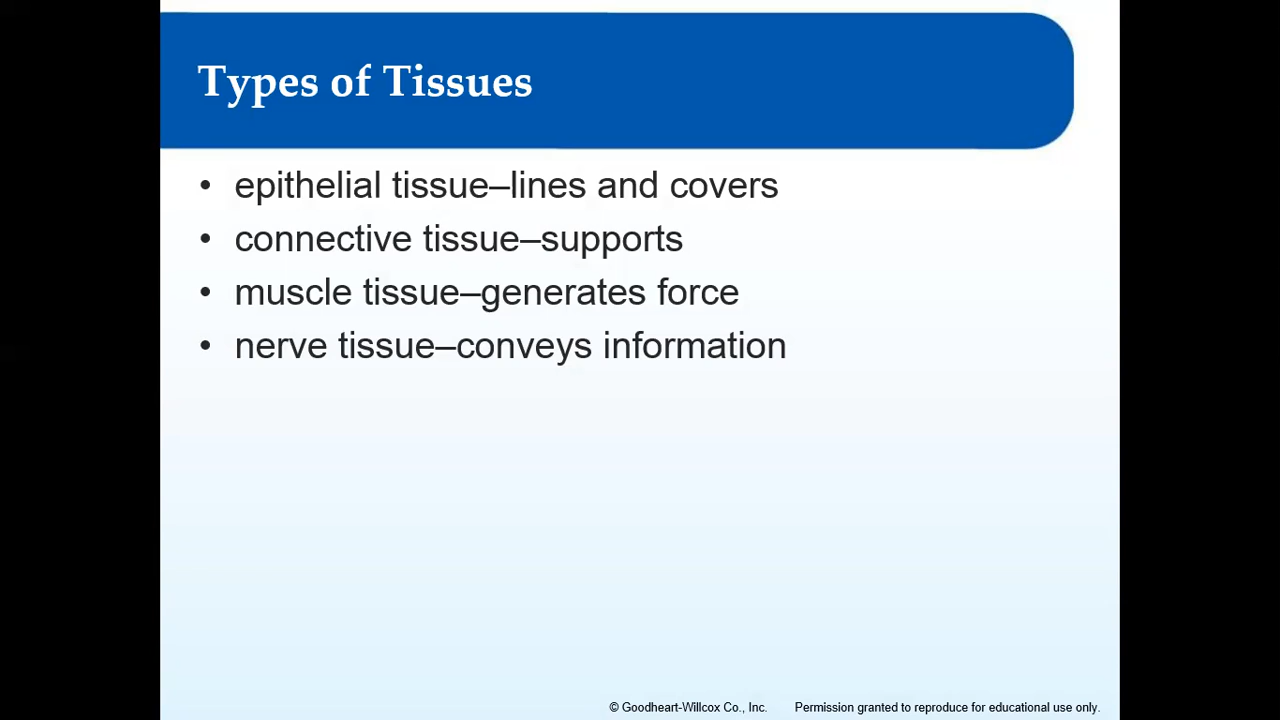 Types of Tissues
• epithelial tissue–lines and covers
• connective tissue–supports
• muscle tissue–generates force
• nerve tissue–conveys information
© Goodheart-Willcox Co., Inc. Permission granted to reproduce for educational use only.